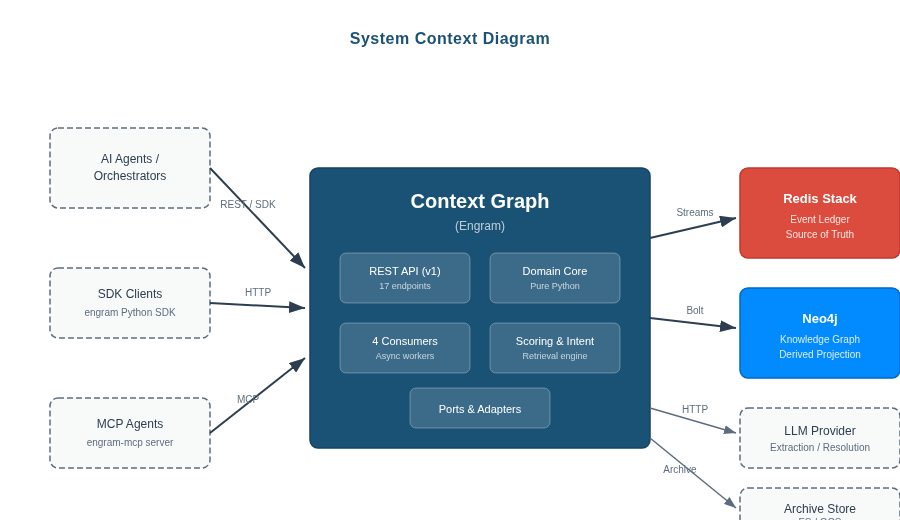 System Context Diagram
AI Agents /
Orchestrators
SDK Clients
engram Python SDK
MCP Agents
engram-mcp server
REST / SDK
HTTP
MCP
Context Graph
(Engram)
REST API (v1)
17 endpoints
Domain Core
Pure Python
4 Consumers
Async workers
Scoring & Intent
Retrieval engine
Ports & Adapters
Streams
Bolt
HTTP
Archive
Redis Stack
Event Ledger
Source of Truth
Neo4j
Knowledge Graph
Derived Projection
LLM Provider
Extraction / Resolution
Archive Store